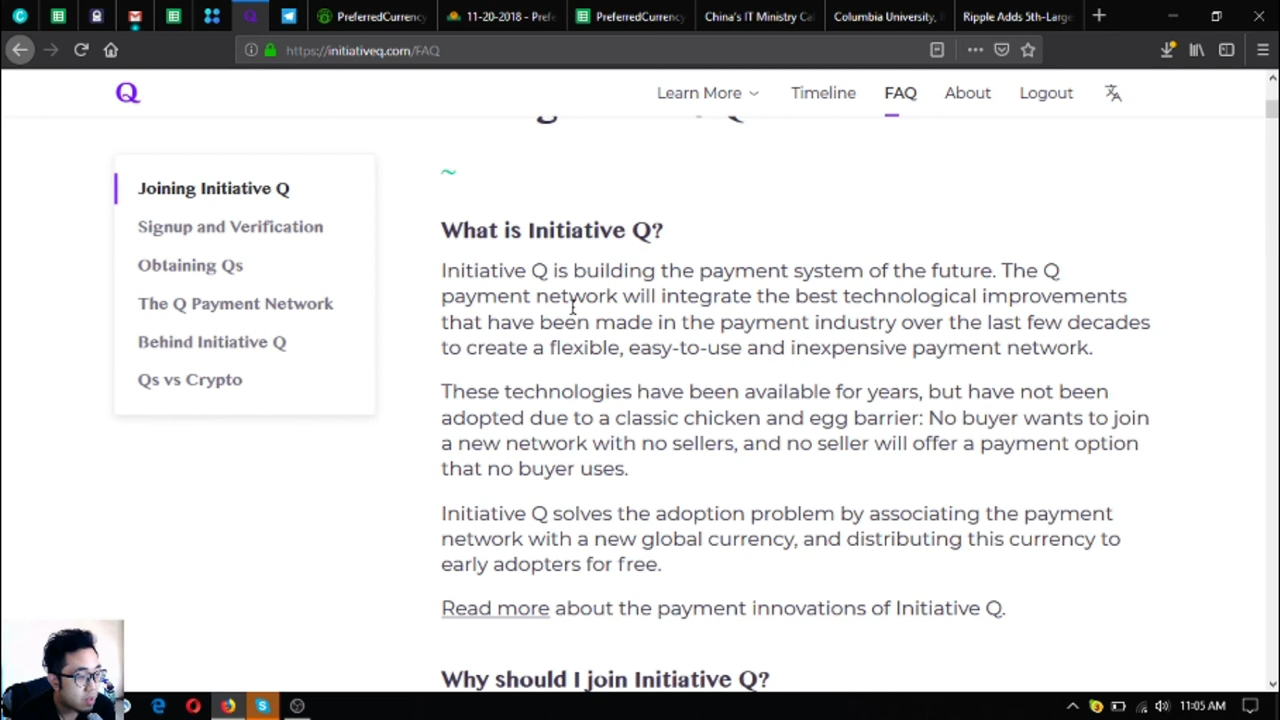 PreferredCurrency
11-20-2018 - Prefe
PreferredCurrency
China's IT Ministry Ca
Columbia University, I
Ripple Adds 5th-Large
https://initiativeq.com/FAQ
Q
Learn More
Timeline
FAQ
About
Logout
Joining Initiative Q
Signup and Verification
Obtaining Qs
The Q Payment Network
Behind Initiative Q
Qs vs Crypto
What is Initiative Q?
Initiative Q is building the payment system of the future. The Q
payment network will integrate the best technological improvements
that have been made in the payment industry over the last few decades
to create a flexible, easy-to-use and inexpensive payment network.
These technologies have been available for years, but have not been
adopted due to a classic chicken and egg barrier: No buyer wants to join
a new network with no sellers, and no seller will offer a payment option
that no buyer uses.
Initiative Q solves the adoption problem by associating the payment
network with a new global currency, and distributing this currency to
early adopters for free.
Read more about the payment innovations of Initiative Q.
Why should I join Initiative Q?
11:05 AM